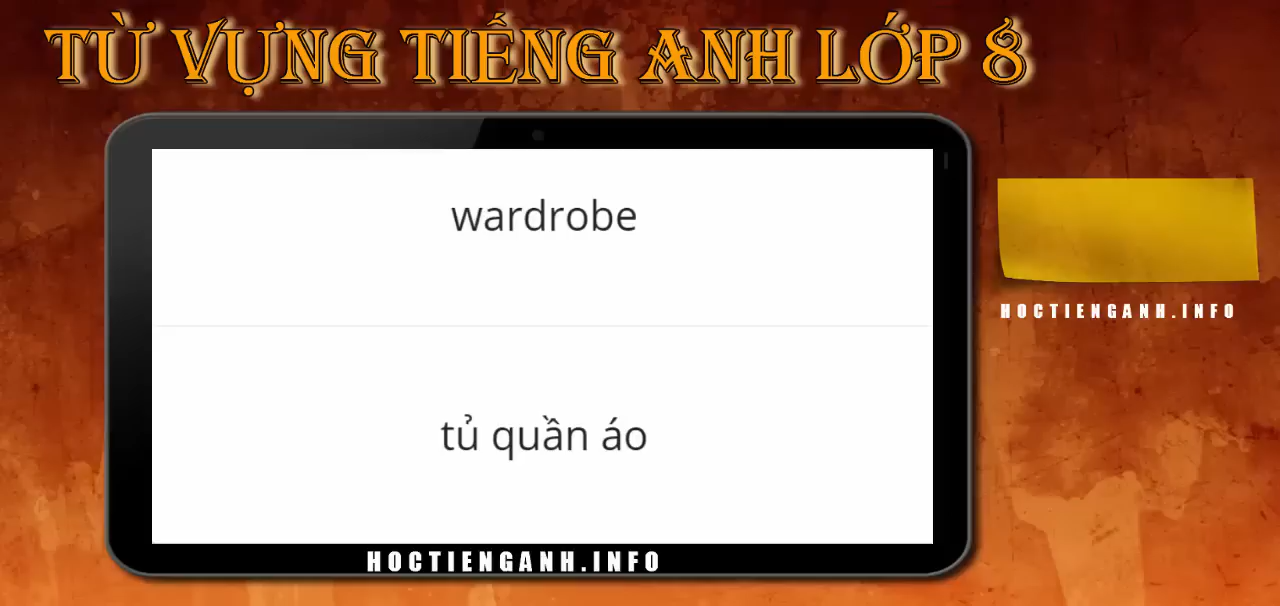 TỪ VỰNG TIẾNG ANH LỚP 8
wardrobe
tủ quần áo
HOCTIENGANH.INFO
HOCTIENGANH.INFO